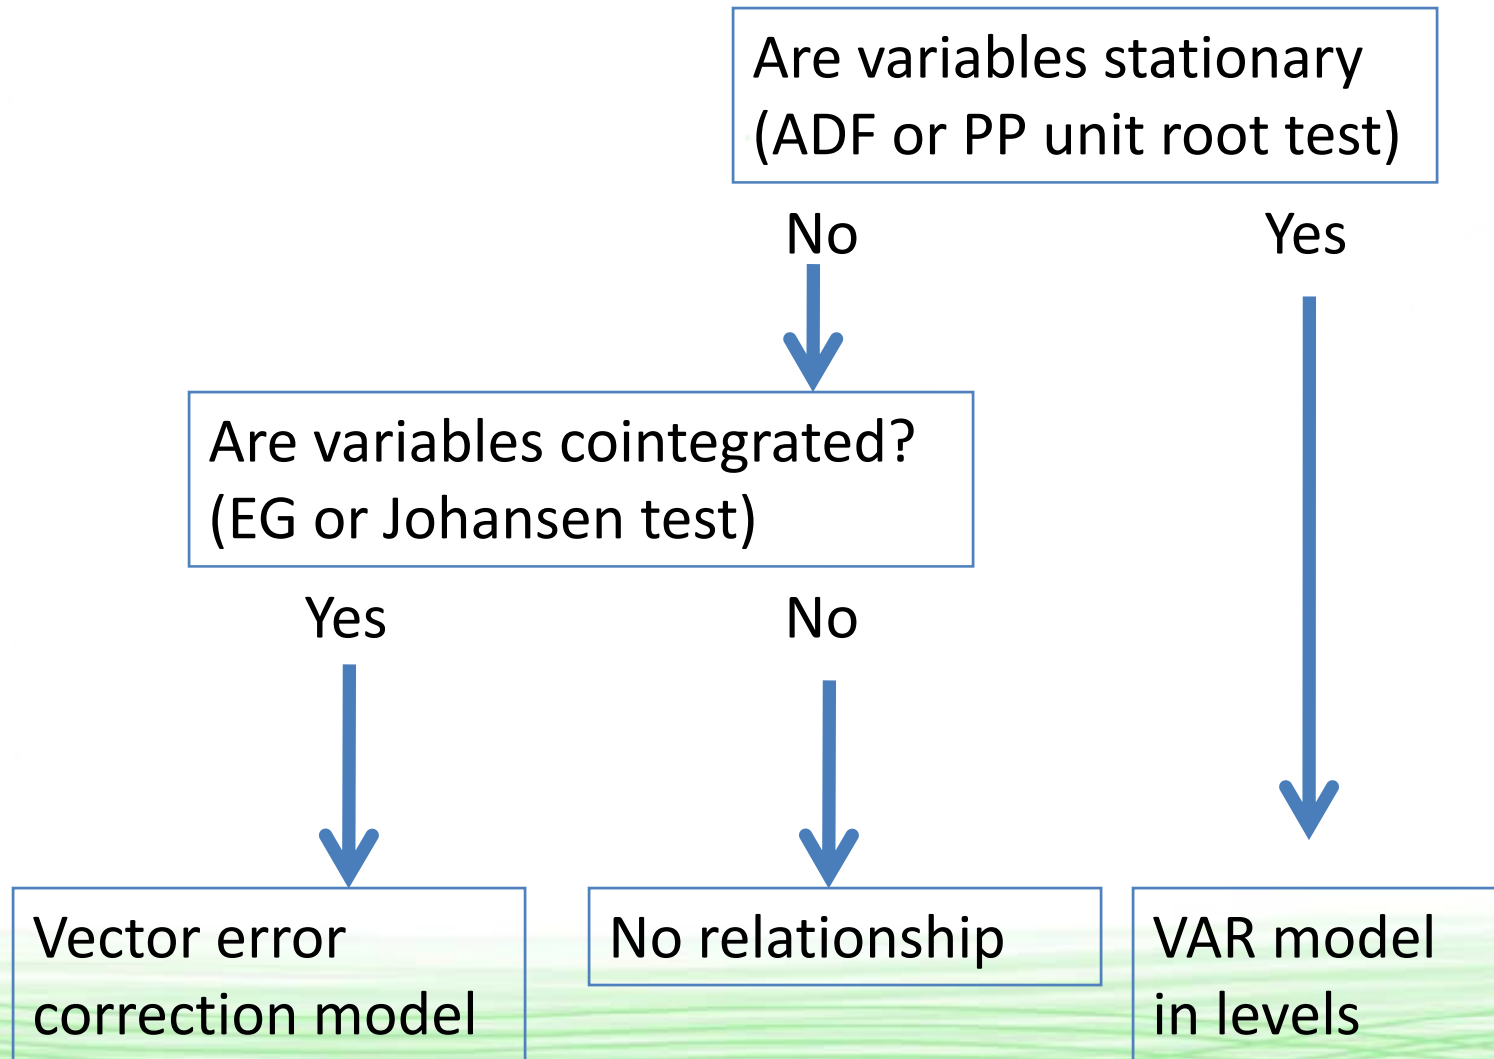 Are variables stationary
(ADF or PP unit root test)
No
Yes
Are variables cointegrated?
(EG or Johansen test)
Yes
No
Vector error
correction model
No relationship
VAR model
in levels